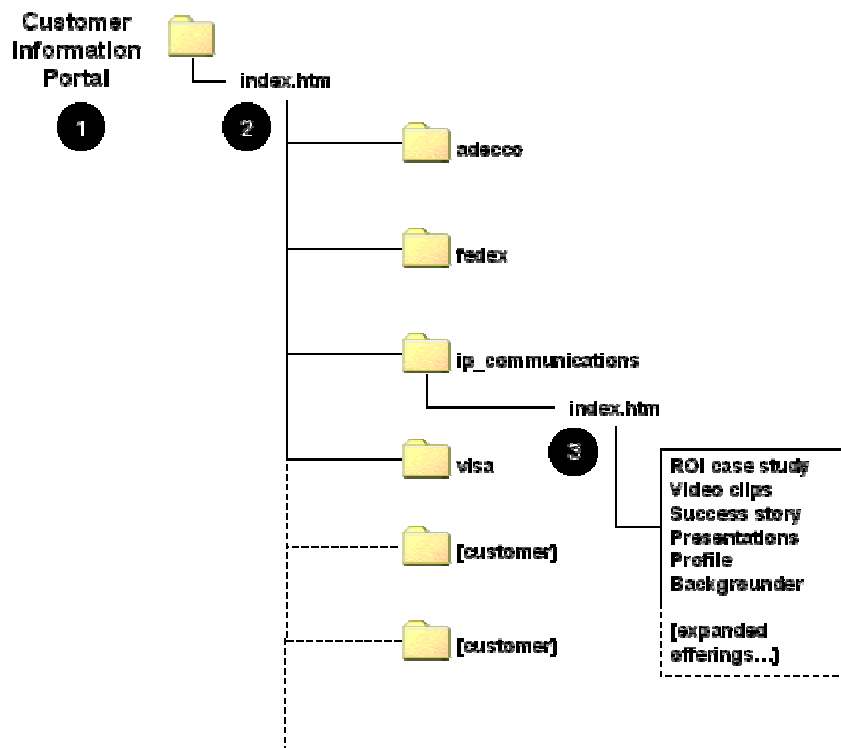 Customer
Information
Portal
index.htm
1
2
adecco
fedex
ip_communications
index.htm
3
visa
ROI case study
Video clips
Success story
Presentations
Profile
Backgrounder
[customer]
[expanded
offerings...]
[customer]